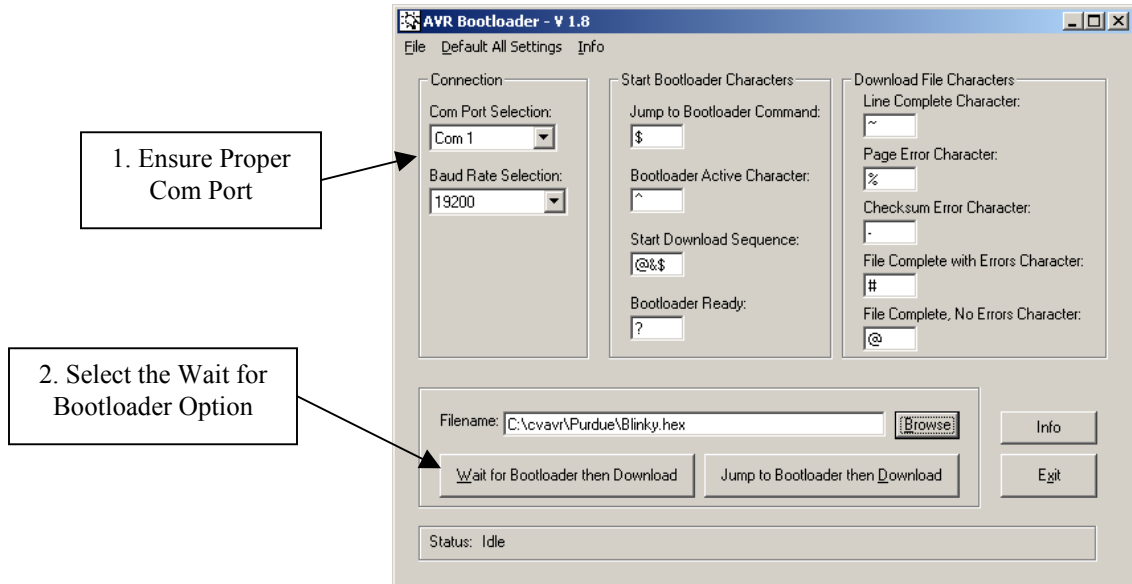 AVR Bootloader - V 1.8
File Default All Settings Info
Connection
Com Port Selection:
Com 1
Baud Rate Selection:
19200
Start Bootloader Characters
Jump to Bootloader Command:
$
Bootloader Active Character:
^
Start Download Sequence:
@&$
Bootloader Ready:
?
Download File Characters
Line Complete Character:
~
Page Error Character:
%
Checksum Error Character:
-
File Complete with Errors Character:
#
File Complete, No Errors Character:
@
1. Ensure Proper
Com Port
2. Select the Wait for
Bootloader Option
Filename: C:\cvavr\Purdue\Blinky.hex Browse
Wait for Bootloader then Download
Jump to Bootloader then Download
Info
Exit
Status: Idle